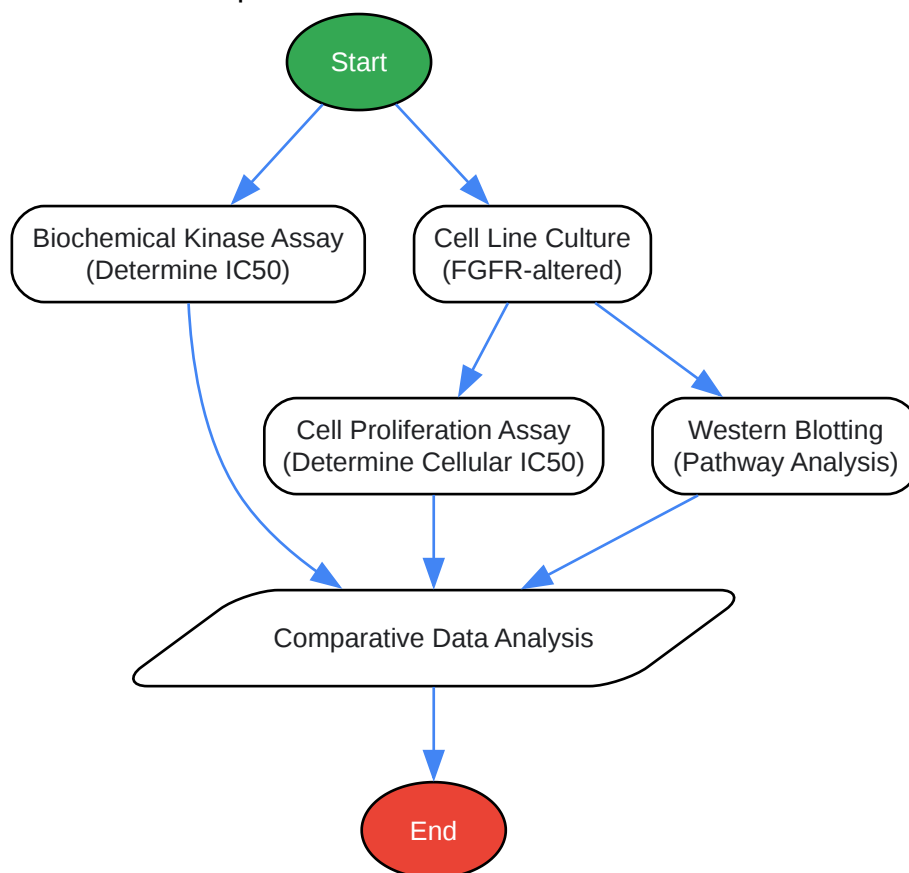 Start
Biochemical Kinase Assay
(Determine IC50)
Cell Line Culture
(FGFR-altered)
Cell Proliferation Assay
(Determine Cellular IC50)
Western Blotting
(Pathway Analysis)
Comparative Data Analysis
End